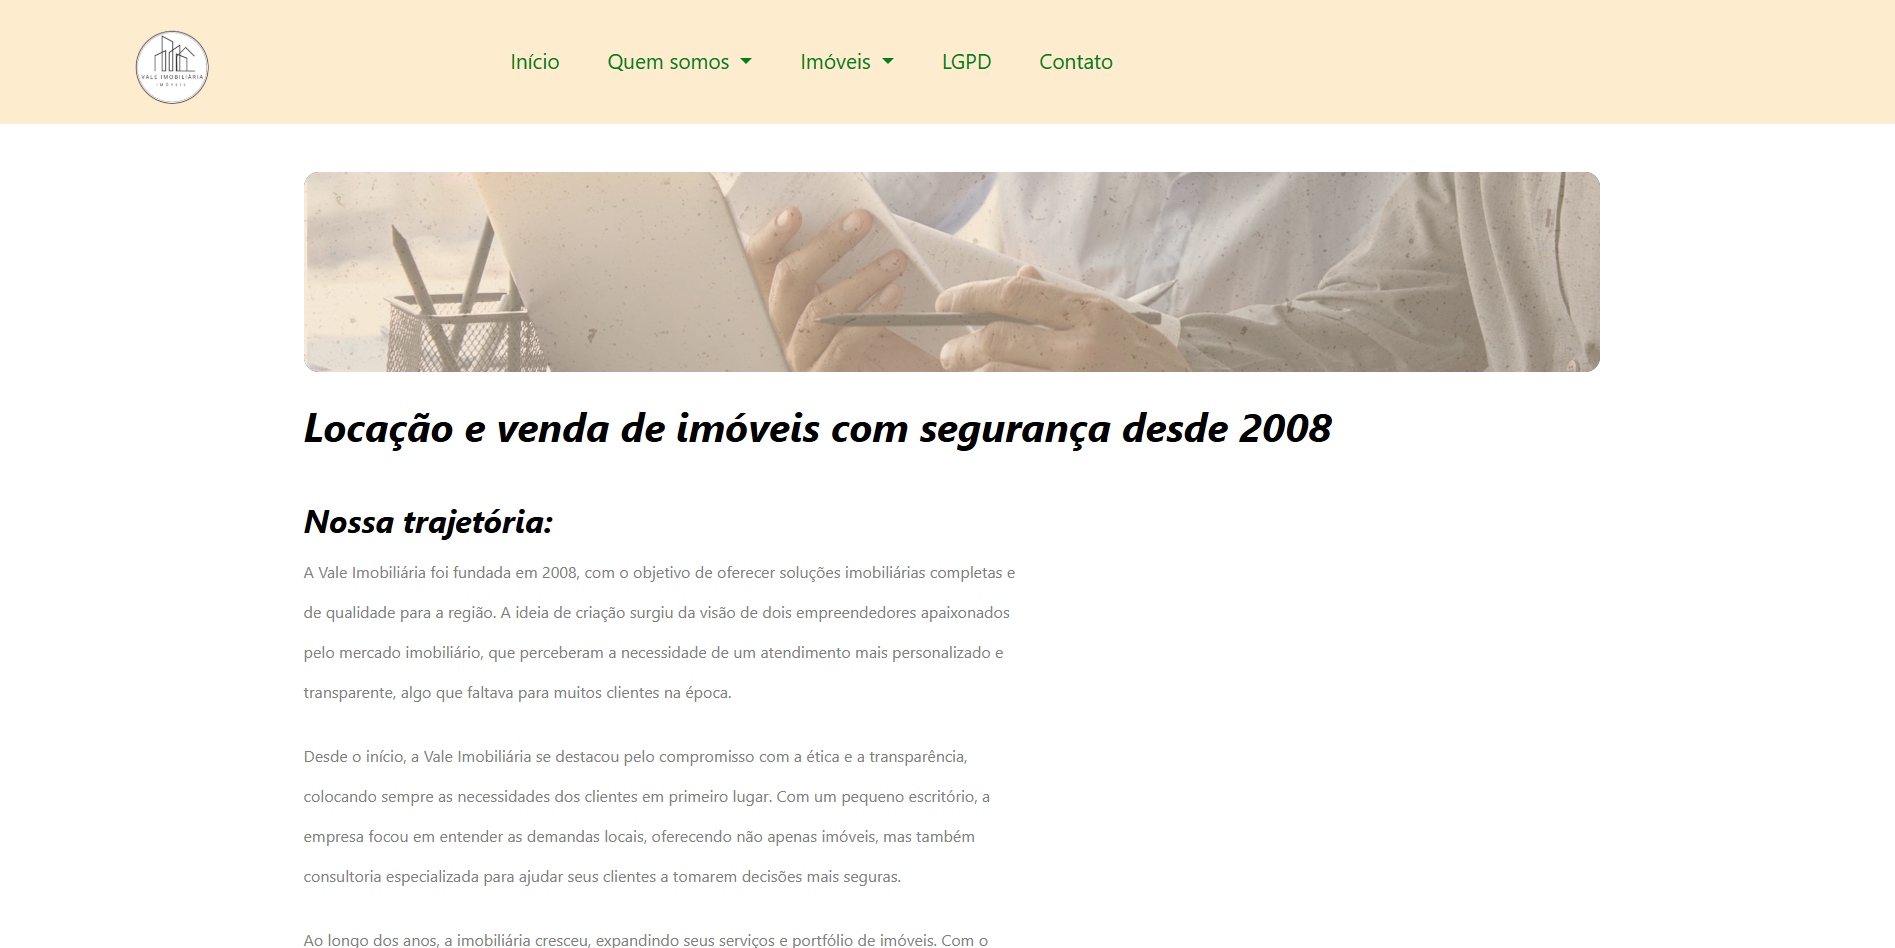 VALE IMOBILIÁRIA
IMÓVEIS
Início
Quem somos
Imóveis
LGPD
Contato
Locação e venda de imóveis com segurança desde 2008
Nossa trajetória:
A Vale Imobiliária foi fundada em 2008, com o objetivo de oferecer soluções imobiliárias completas e
de qualidade para a região. A ideia de criação surgiu da visão de dois empreendedores apaixonados
pelo mercado imobiliário, que perceberam a necessidade de um atendimento mais personalizado e
transparente, algo que faltava para muitos clientes na época.
Desde o início, a Vale Imobiliária se destacou pelo compromisso com a ética e a transparência,
colocando sempre as necessidades dos clientes em primeiro lugar. Com um pequeno escritório, a
empresa focou em entender as demandas locais, oferecendo não apenas imóveis, mas também
consultoria especializada para ajudar seus clientes a tomarem decisões mais seguras.
Ao longo dos anos, a imobiliária cresceu, expandindo seus serviços e portfólio de imóveis. Com o